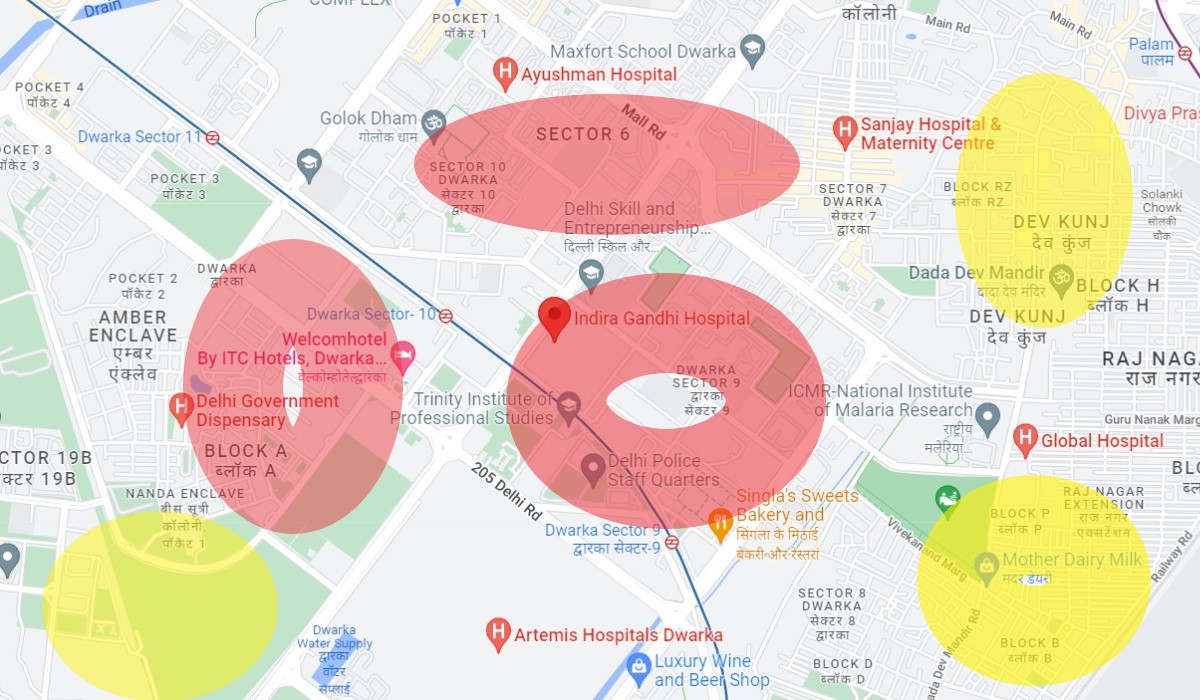 Drain
COMPLEX
POCKET 1
पॉकेट 1
कॉलोनी
Main Rd
Main Rd
Maxfort School Dwarka
Palam
पालम
Ayushman Hospital
POCKET 4
पॉकेट 4
Golok Dham
गोलोक धाम
Mall Rd
SECTOR 6
Sanjay Hospital &
Maternity Centre
Divya Pras
Dwarka Sector 11
OCKET 3
पॉकेट 3
POCKET 3
पॉकेट 3
SECTOR 10
DWARKA
सेक्टर 10
द्वारका
SECTOR 7
DWARKA
सेक्टर 7
द्वारका
BLOCK RZ
ब्लॉक RZ
Solanki
Chowk
सोलंकी
चौक
Delhi Skill and
Entrepreneurship...
दिल्ली स्किल और...
DEV KUNJ
देव कुंज
DWARKA
द्वारका
POCKET 2
पॉकेट 2
Dada Dev Mandir
दादा देव मंदिर
BLOCK H
ब्लॉक H
AMBER
ENCLAVE
एम्बर
एंक्लेव
Dwarka Sector- 10
Indira Gandhi Hospital
DEV KUNJ
देव कुंज
Welcomhotel
By ITC Hotels, Dwarka...
वेल्कोम्होतेल्द्वारका
RAJ NAGA
राज नगर
DWARKA
SECTOR 9
द्वारका
सेक्टर 9
Delhi Government
Dispensary
Trinity Institute of
Professional Studies
ICMR-National Institute
of Malaria Research
राष्ट्रीय
मलेरिया...
Guru Nanak Marg
BLOCK A
ब्लॉक A
Global Hospital
CTOR 19B
क्टर 19B
Delhi Police
Staff Quarters
205 Delhi Rd
NANDA ENCLAVE
बीस सूत्री
कॉलोनी,
पॉकेट 1
Singla's Sweets
Bakery and
सिंगला के मिठाई
बेकरी और रेस्तरां
BLOCK P
ब्लॉक P
RAJ NAGAR
EXTENSION
राज नगर
एक्सटेंशन
BLO
Dwarka Sector 9
द्वारका सेक्टर-9
Vivekanand Marg
Mother Dairy Milk
मदर डेयरी
Railway Rd
SECTOR 8
DWARKA
सेक्टर 8
द्वारका
Dwarka
Water Supply
द्वारका
वॉटर
सप्लाई
Artemis Hospitals Dwarka
Dada Dev Mandir Rd
BLOCK B
ब्लॉक B
Luxury Wine
and Beer Shop
BLOCK D
ब्लॉक D